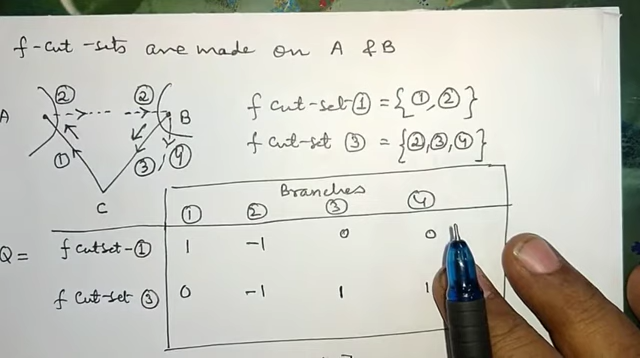 f-cut-sets are made on A & B
② ②
A B
f cut-set ① = {①,②}
f cut-set ③ = {②,③,④}
① ③, ④
C
Branches
① ② ③ ④
Q = f cutset-① 1 -1 0 0
f cut-set ③ 0 -1 1 1